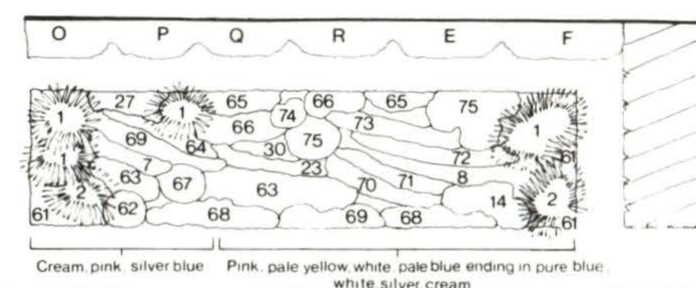 O P Q R E F
27 65 66 65 75
1 1 74 1
69 66 75 73
64 30 72 61
7 23 8
1 63 67 63 70 71 14 2
2
61 62 68 69 68 61
Cream, pink, silver blue Pink, pale yellow, white, pale blue ending in pure blue,
white, silver cream